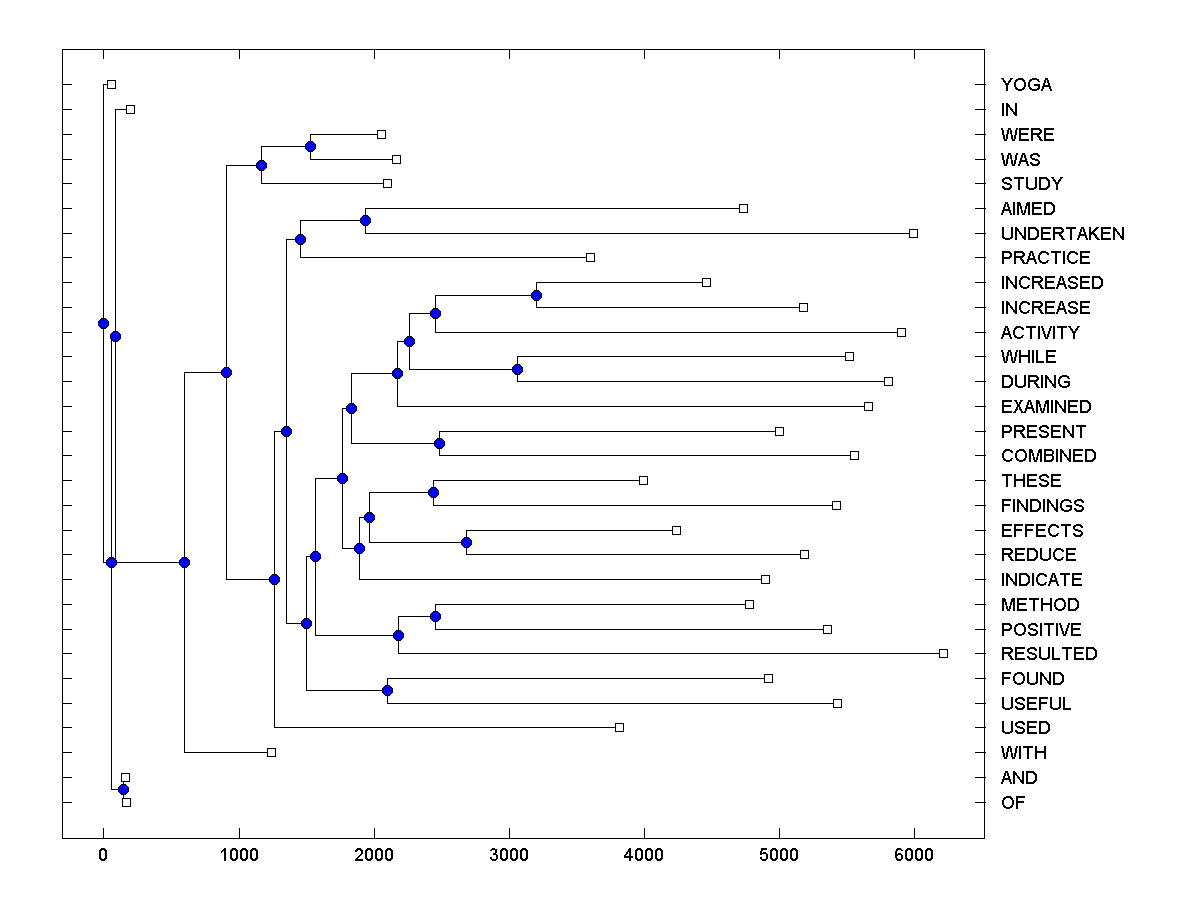 YOGA
IN
WERE
WAS
STUDY
AIMED
UNDERTAKEN
PRACTICE
INCREASED
INCREASE
ACTIVITY
WHILE
DURING
EXAMINED
PRESENT
COMBINED
THESE
FINDINGS
EFFECTS
REDUCE
INDICATE
METHOD
POSITIVE
RESULTED
FOUND
USEFUL
USED
WITH
AND
OF
0 1000 2000 3000 4000 5000 6000